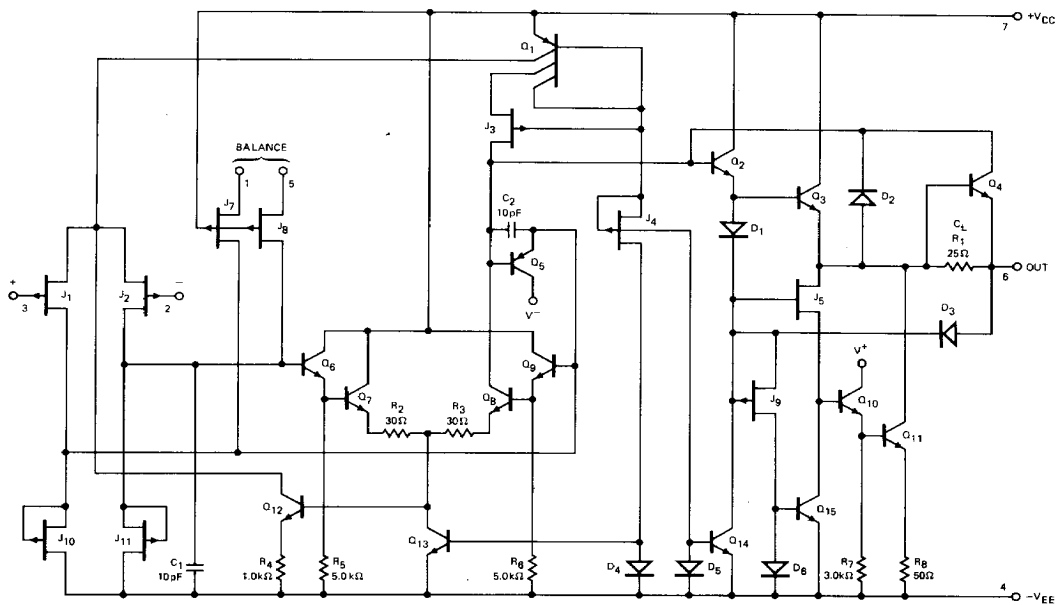 7 +VCC
Q1
J3
BALANCE
1 5
Q2
Q3
Q4
D2
J7
J8
C2
10pF
J4
D1
CL
R1
25Ω
6 OUT
+
3
J1
J2
−
2
Q5
V−
J5
D3
Q6
Q7
R2
30Ω
R3
30Ω
Q8
Q9
V+
J9
Q10
Q11
Q12
Q13
Q14
Q15
J10
J11
C1
10pF
R4
1.0kΩ
R5
5.0kΩ
R6
5.0kΩ
D4
D5
D6
R7
3.0kΩ
R8
50Ω
4
−VEE